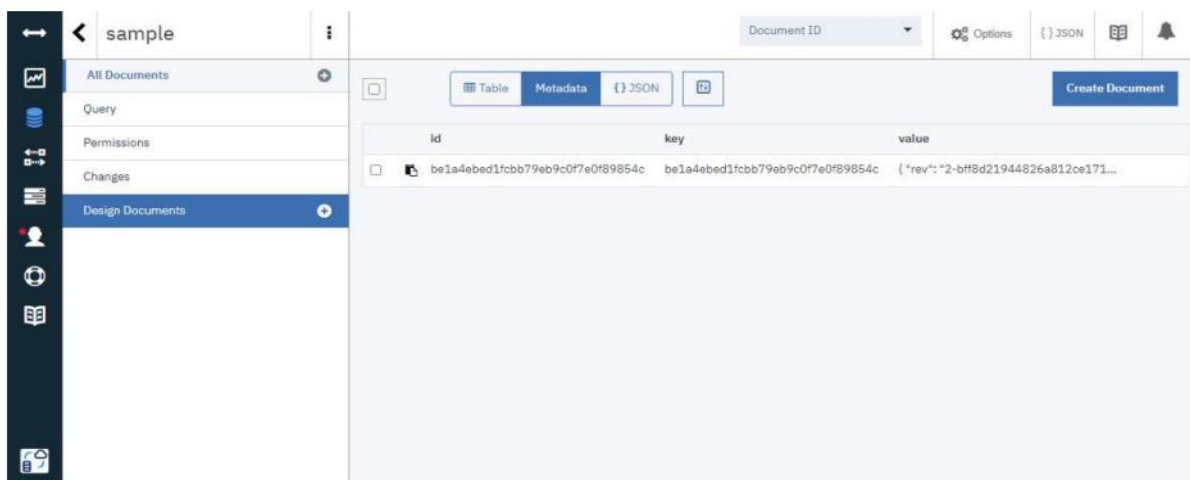 sample
Document ID
Options
{ } JSON
All Documents
Query
Permissions
Changes
Design Documents
Table
Metadata
{ } JSON
Create Document
id key value
be1a4ebed1fcbb79eb9c0f7e0f89854c be1a4ebed1fcbb79eb9c0f7e0f89854c { "rev": "2-bff8d21944826a812ce171...